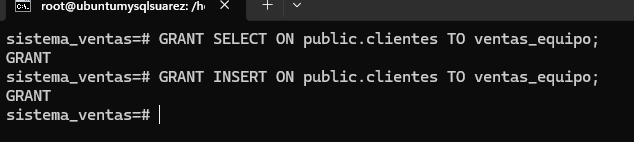 root@ubuntumysqlsuarez: /h
sistema_ventas=# GRANT SELECT ON public.clientes TO ventas_equipo;
GRANT
sistema_ventas=# GRANT INSERT ON public.clientes TO ventas_equipo;
GRANT
sistema_ventas=#